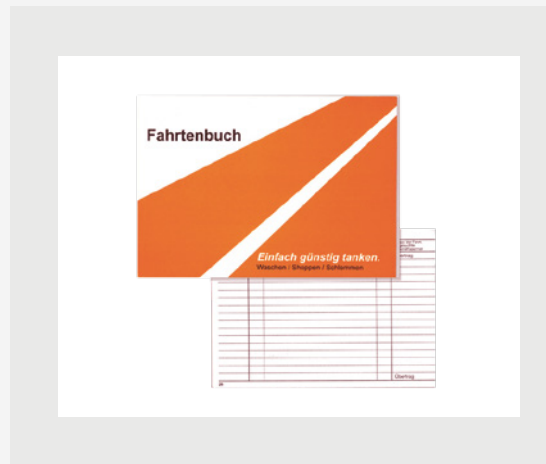 Fahrtenbuch
Einfach günstig tanken.
Waschen / Shoppen / Schlemmen
Übertrag
Übertrag